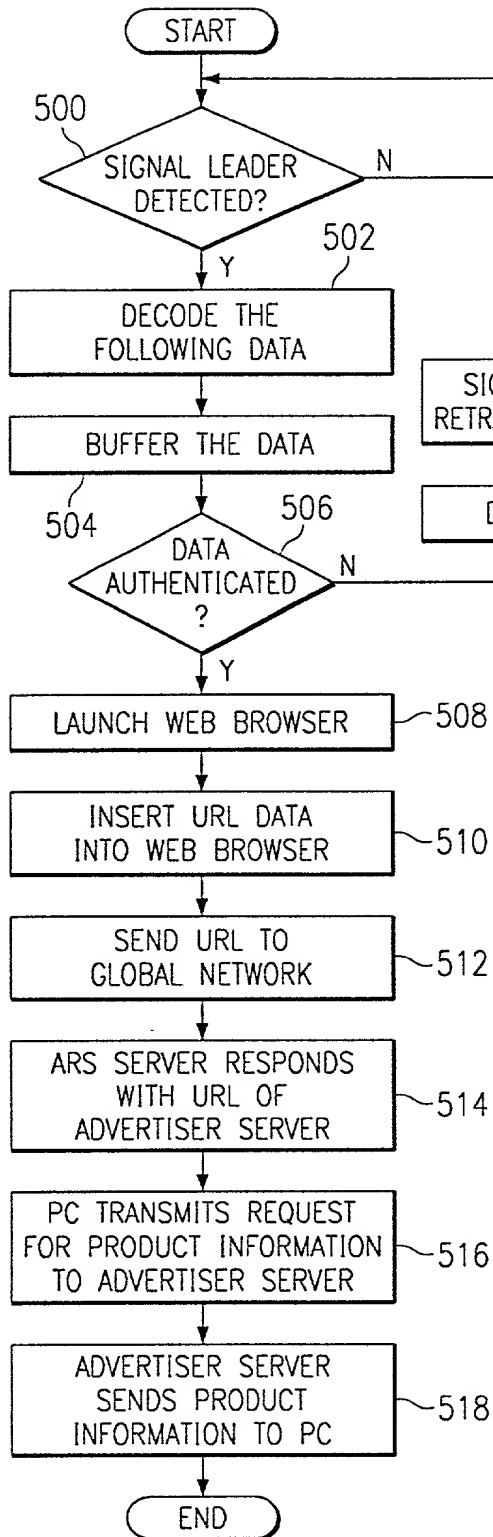 START
500
SIGNAL LEADER
DETECTED?
N
Y
502
DECODE THE
FOLLOWING DATA
BUFFER THE DATA
504
506
DATA
AUTHENTICATED
?
N
Y
LAUNCH WEB BROWSER
508
INSERT URL DATA
INTO WEB BROWSER
510
SEND URL TO
GLOBAL NETWORK
512
ARS SERVER RESPONDS
WITH URL OF
ADVERTISER SERVER
514
PC TRANSMITS REQUEST
FOR PRODUCT INFORMATION
TO ADVERTISER SERVER
516
ADVERTISER SERVER
SENDS PRODUCT
INFORMATION TO PC
518
END